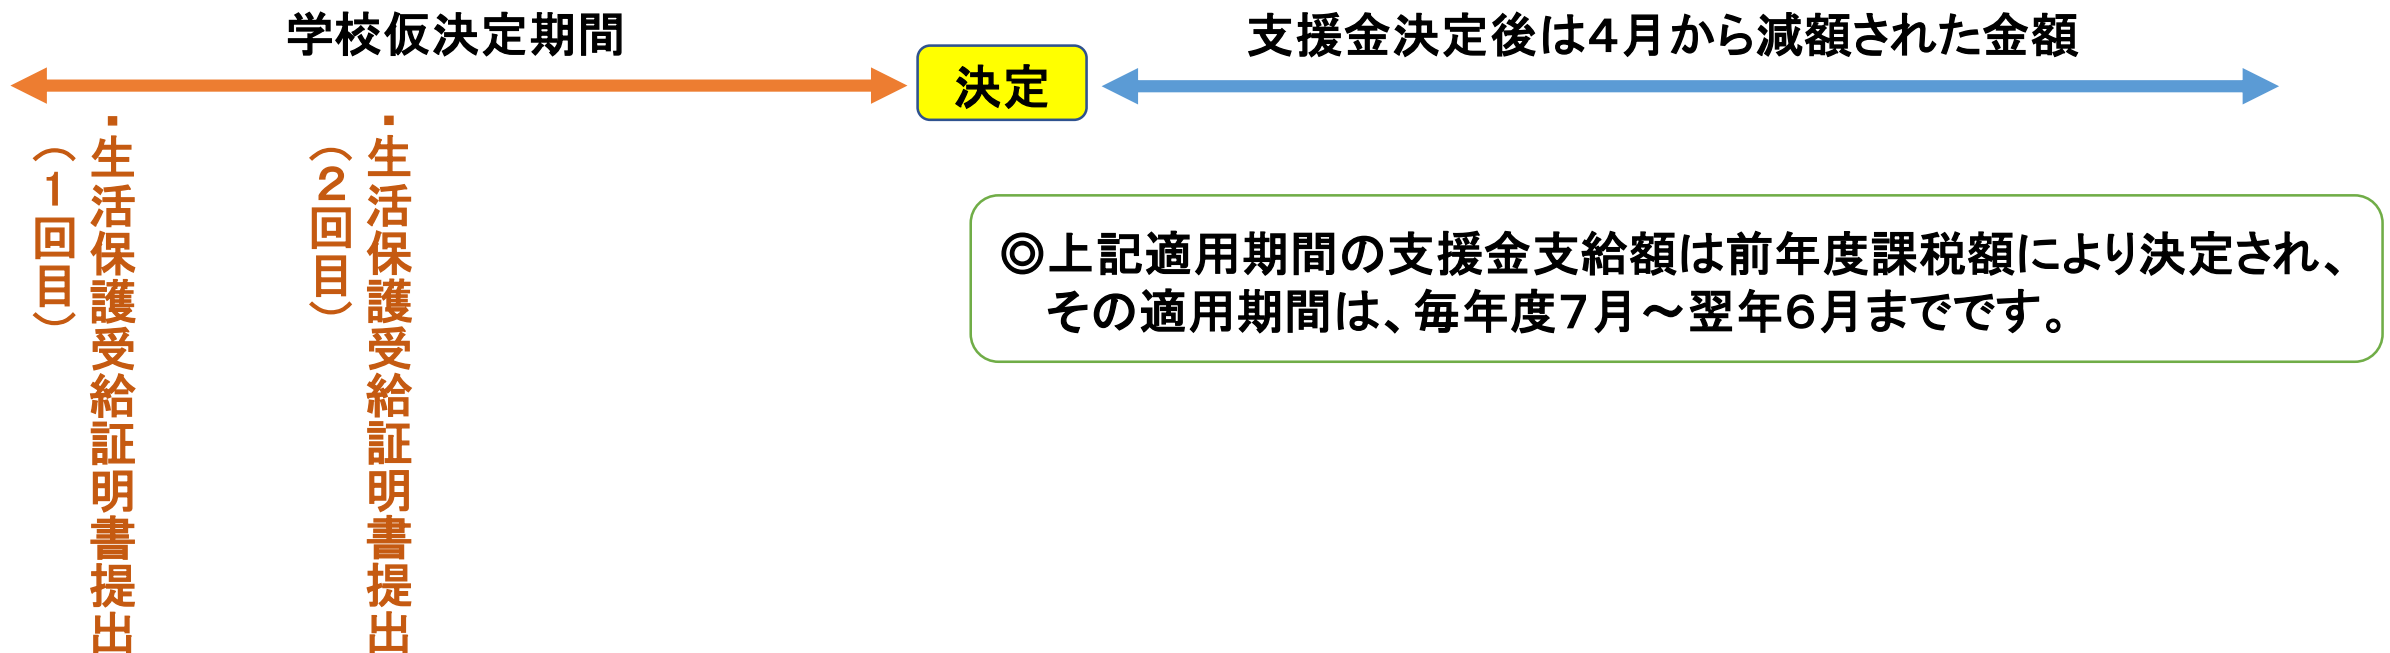 学校仮決定期間
決定
支援金決定後は４月から減額された金額
・生活保護受給証明書提出
（１回目）
・生活保護受給証明書提出
（２回目）
◎上記適用期間の支援金支給額は前年度課税額により決定され、
その適用期間は、毎年度７月～翌年６月までです。